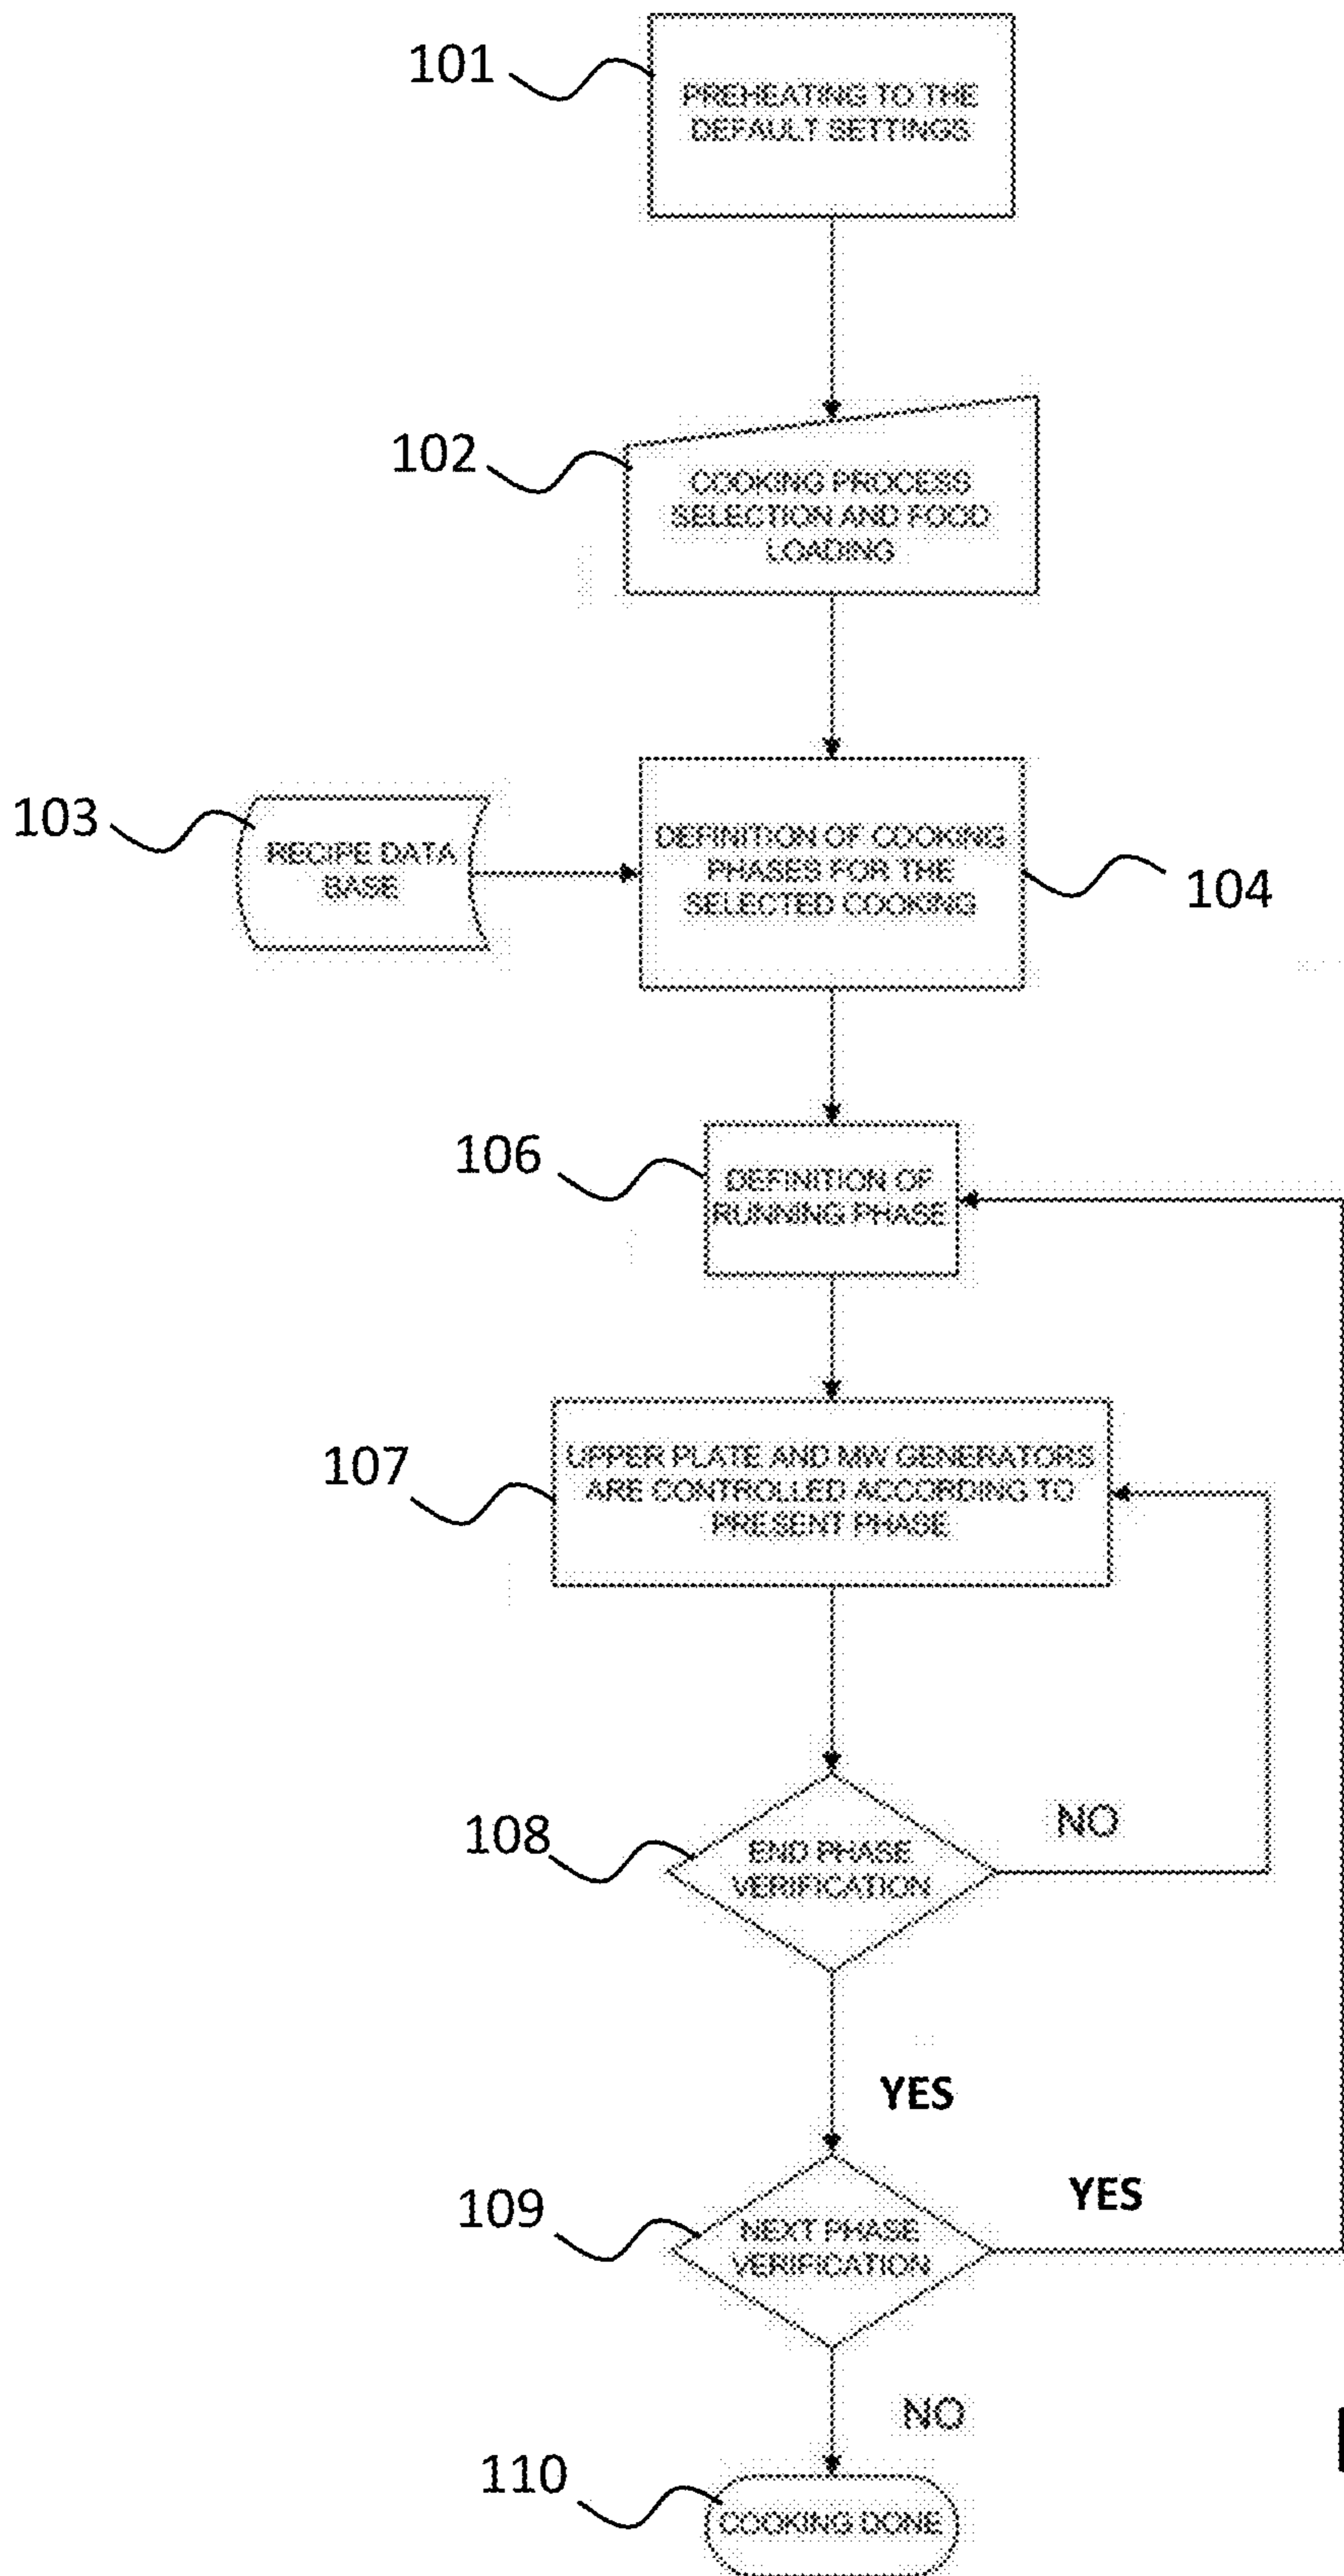 101
PREHEATING TO THE
DEFAULT SETTINGS
102
COOKING PROCESS
SELECTION AND FOOD
LOADING
103
RECIPE DATA
BASE
DEFINITION OF COOKING
PHASES FOR THE
SELECTED COOKING
104
106
DEFINITION OF
RUNNING PHASE
107
UPPER PLATE AND MW GENERATORS
ARE CONTROLLED ACCORDING TO
PRESENT PHASE
108
END PHASE
VERIFICATION
NO
YES
109
NEXT PHASE
VERIFICATION
YES
NO
110
COOKING DONE